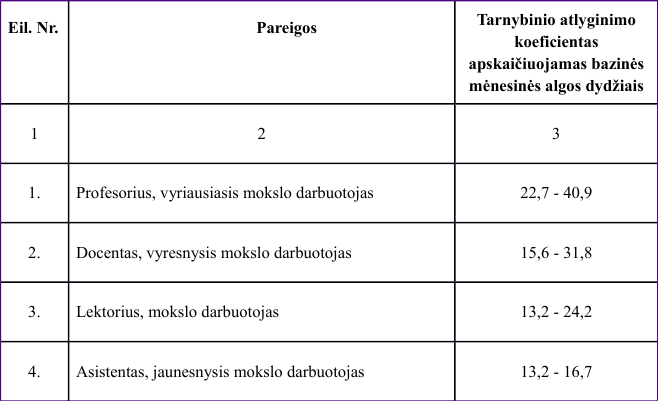 Eil. Nr.
Pareigos
Tarnybinio atlyginimo
koeficientas
apskaičiuojamas bazinės
mėnesinės algos dydžiais
1
2
3
1.
Profesorius, vyriausiasis mokslo darbuotojas
22,7 - 40,9
2.
Docentas, vyresnysis mokslo darbuotojas
15,6 - 31,8
3.
Lektorius, mokslo darbuotojas
13,2 - 24,2
4.
Asistentas, jaunesnysis mokslo darbuotojas
13,2 - 16,7